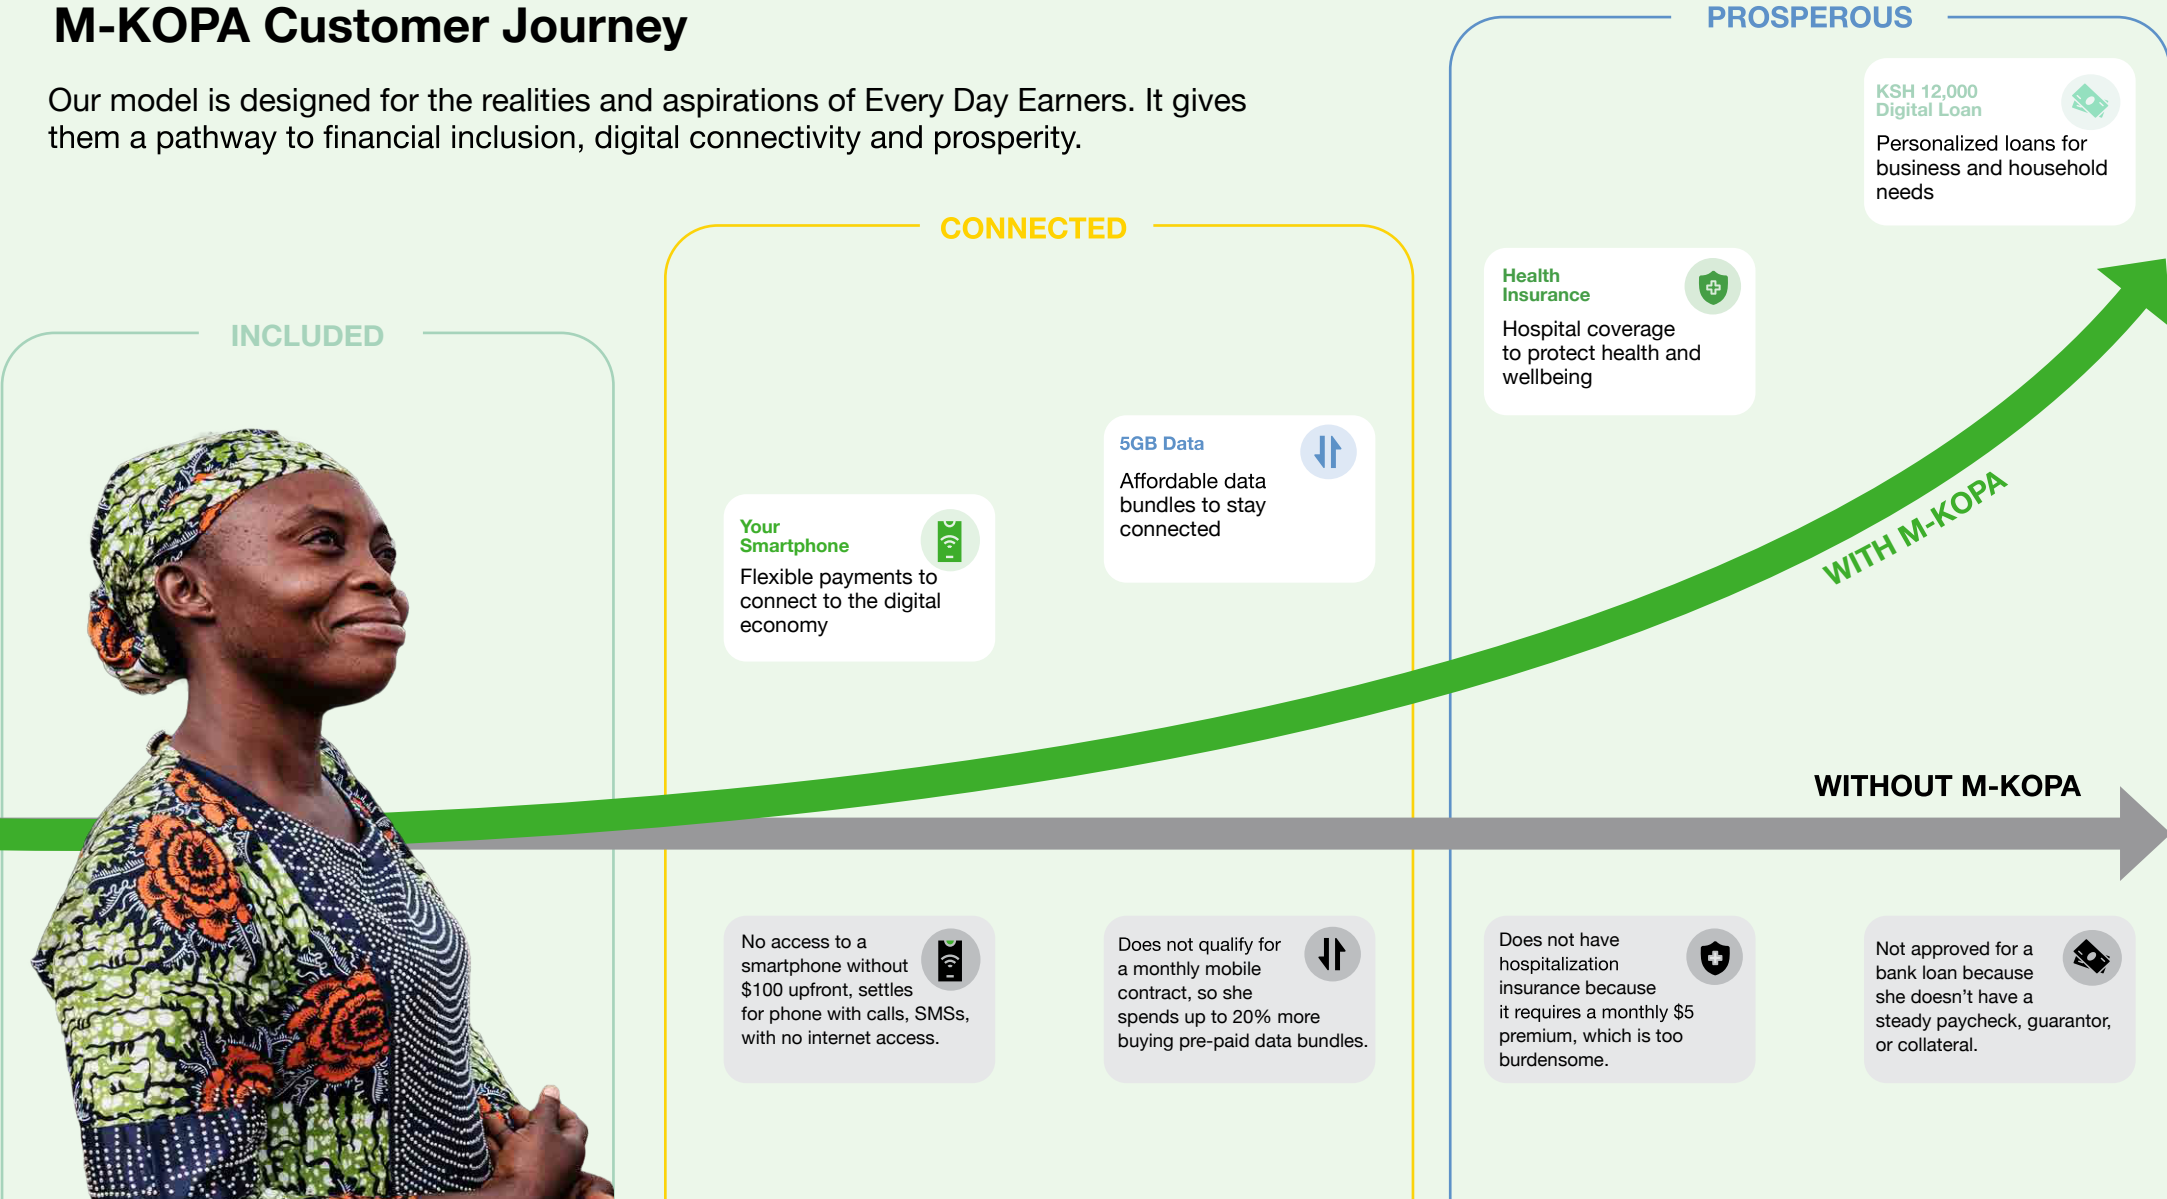 M-KOPA Customer Journey
Our model is designed for the realities and aspirations of Every Day Earners. It gives
them a pathway to financial inclusion, digital connectivity and prosperity.
INCLUDED
CONNECTED
Your
Smartphone
Flexible payments to
connect to the digital
economy
5GB Data
Affordable data
bundles to stay
connected
PROSPEROUS
Health
Insurance
Hospital coverage
to protect health and
wellbeing
KSH 12,000
Digital Loan
Personalized loans for
business and household
needs
WITH M-KOPA
WITHOUT M-KOPA
No access to a
smartphone without
$100 upfront, settles
for phone with calls, SMSs,
with no internet access.
Does not qualify for
a monthly mobile
contract, so she
spends up to 20% more
buying pre-paid data bundles.
Does not have
hospitalization
insurance because
it requires a monthly $5
premium, which is too
burdensome.
Not approved for a
bank loan because
she doesn't have a
steady paycheck, guarantor,
or collateral.